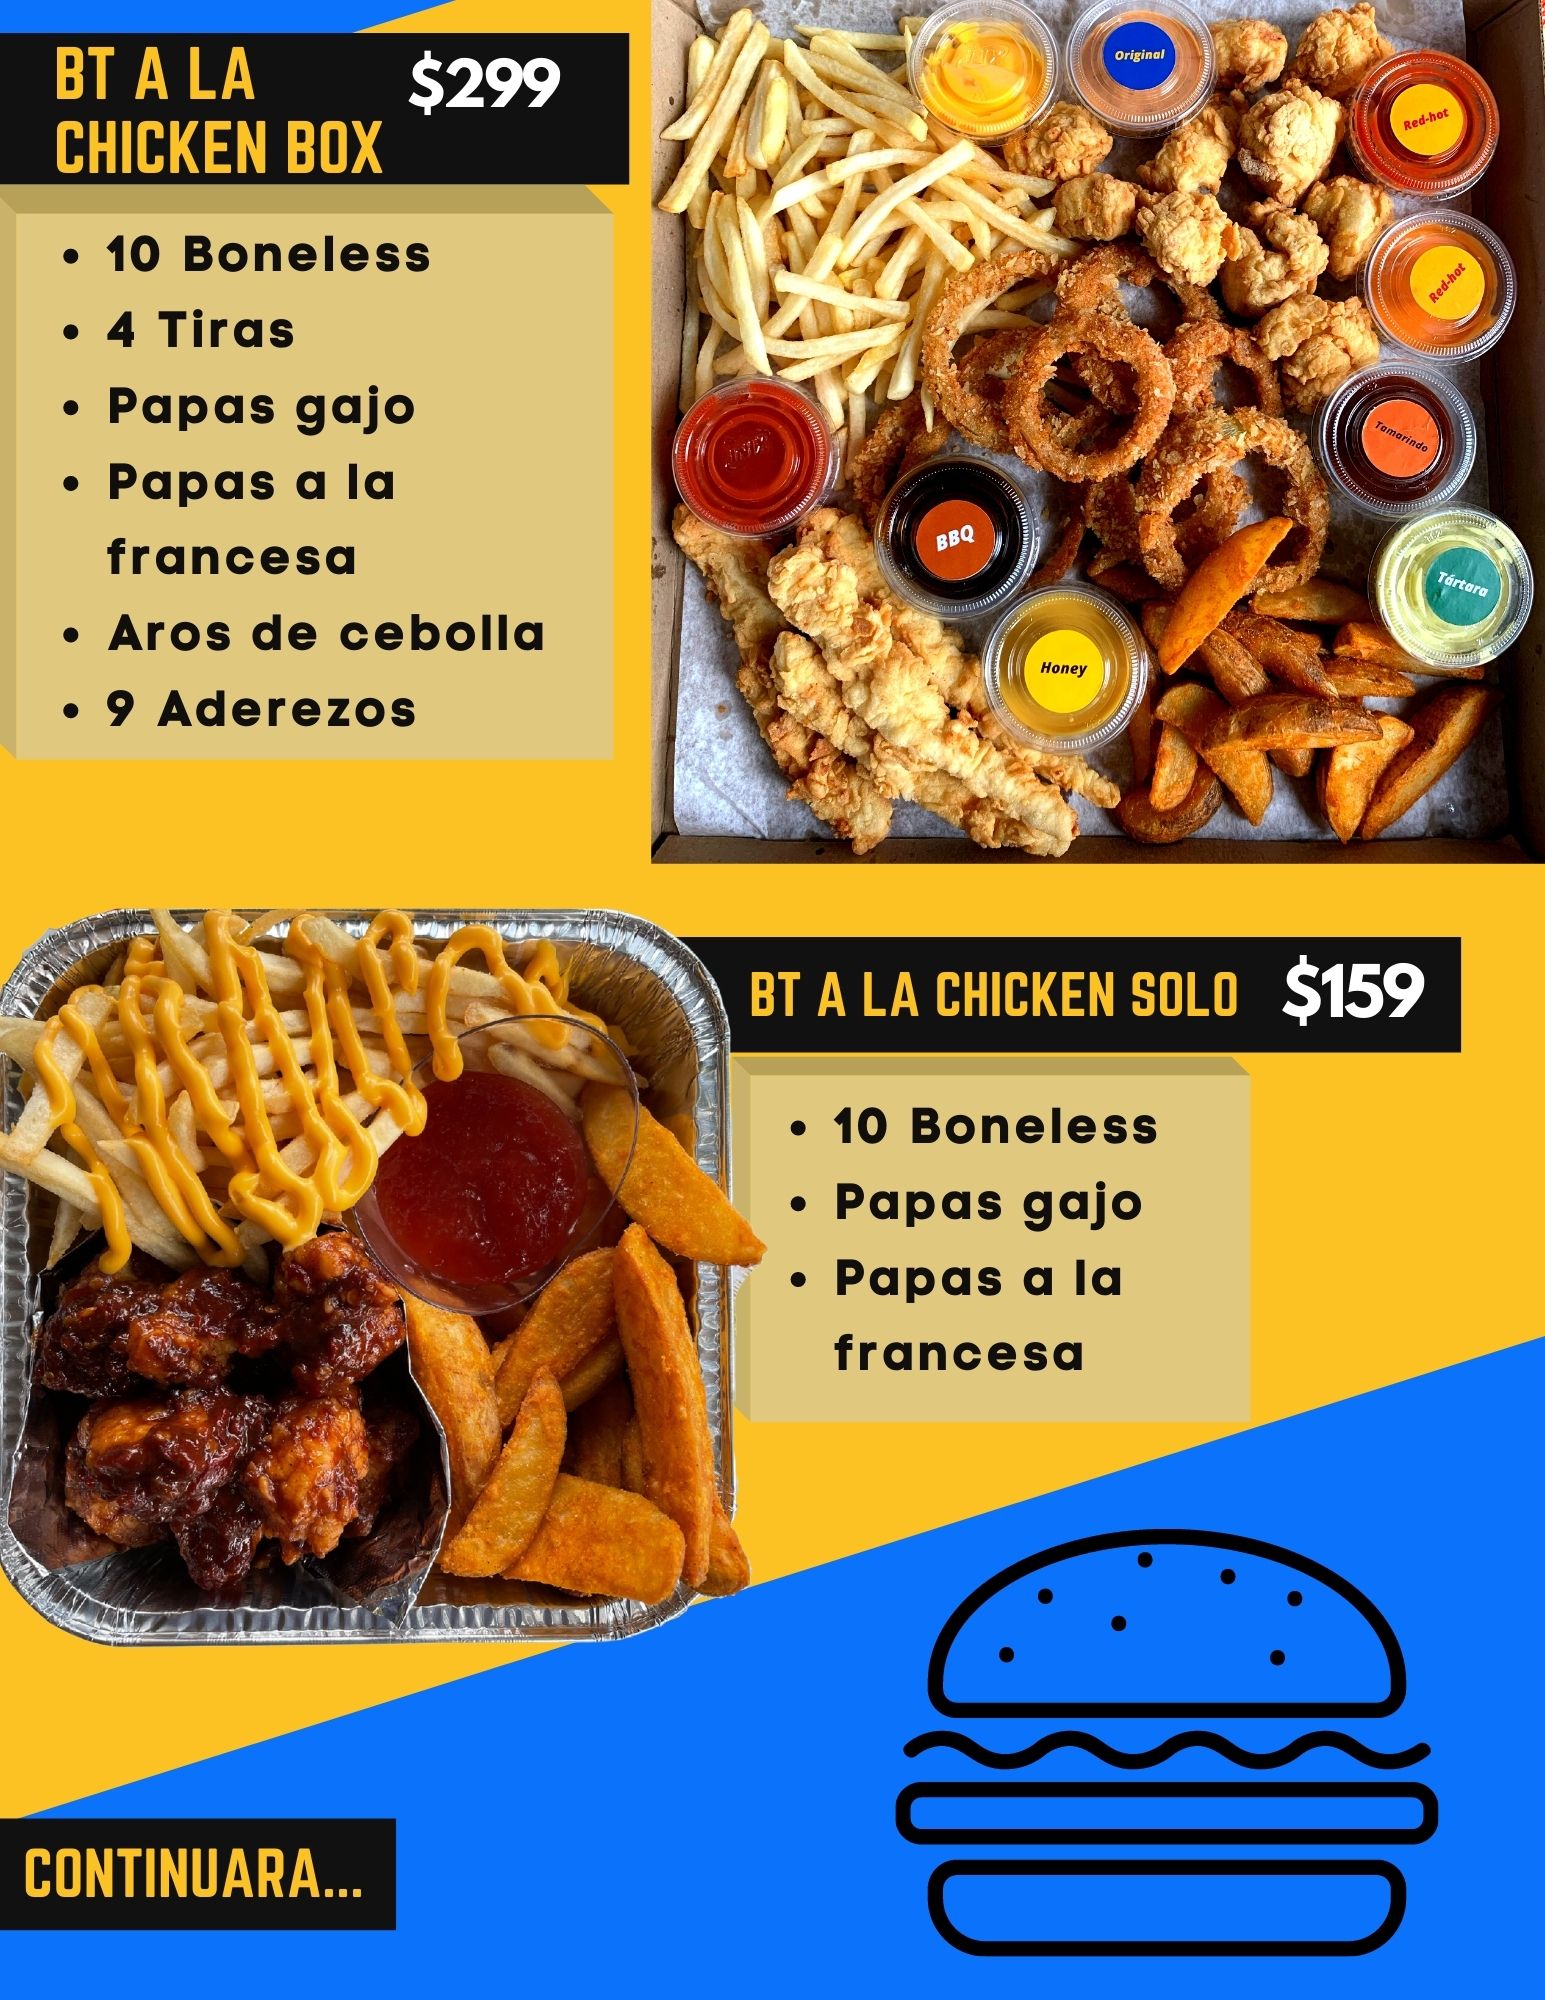 BT A LA
CHICKEN BOX
$299
• 10 Boneless
• 4 Tiras
• Papas gajo
• Papas a la
francesa
• Aros de cebolla
• 9 Aderezos
Original
Red-hot
Red-hot
Tamarindo
BBQ
Tártara
Honey
BT A LA CHICKEN SOLO $159
• 10 Boneless
• Papas gajo
• Papas a la
francesa
CONTINUARA...